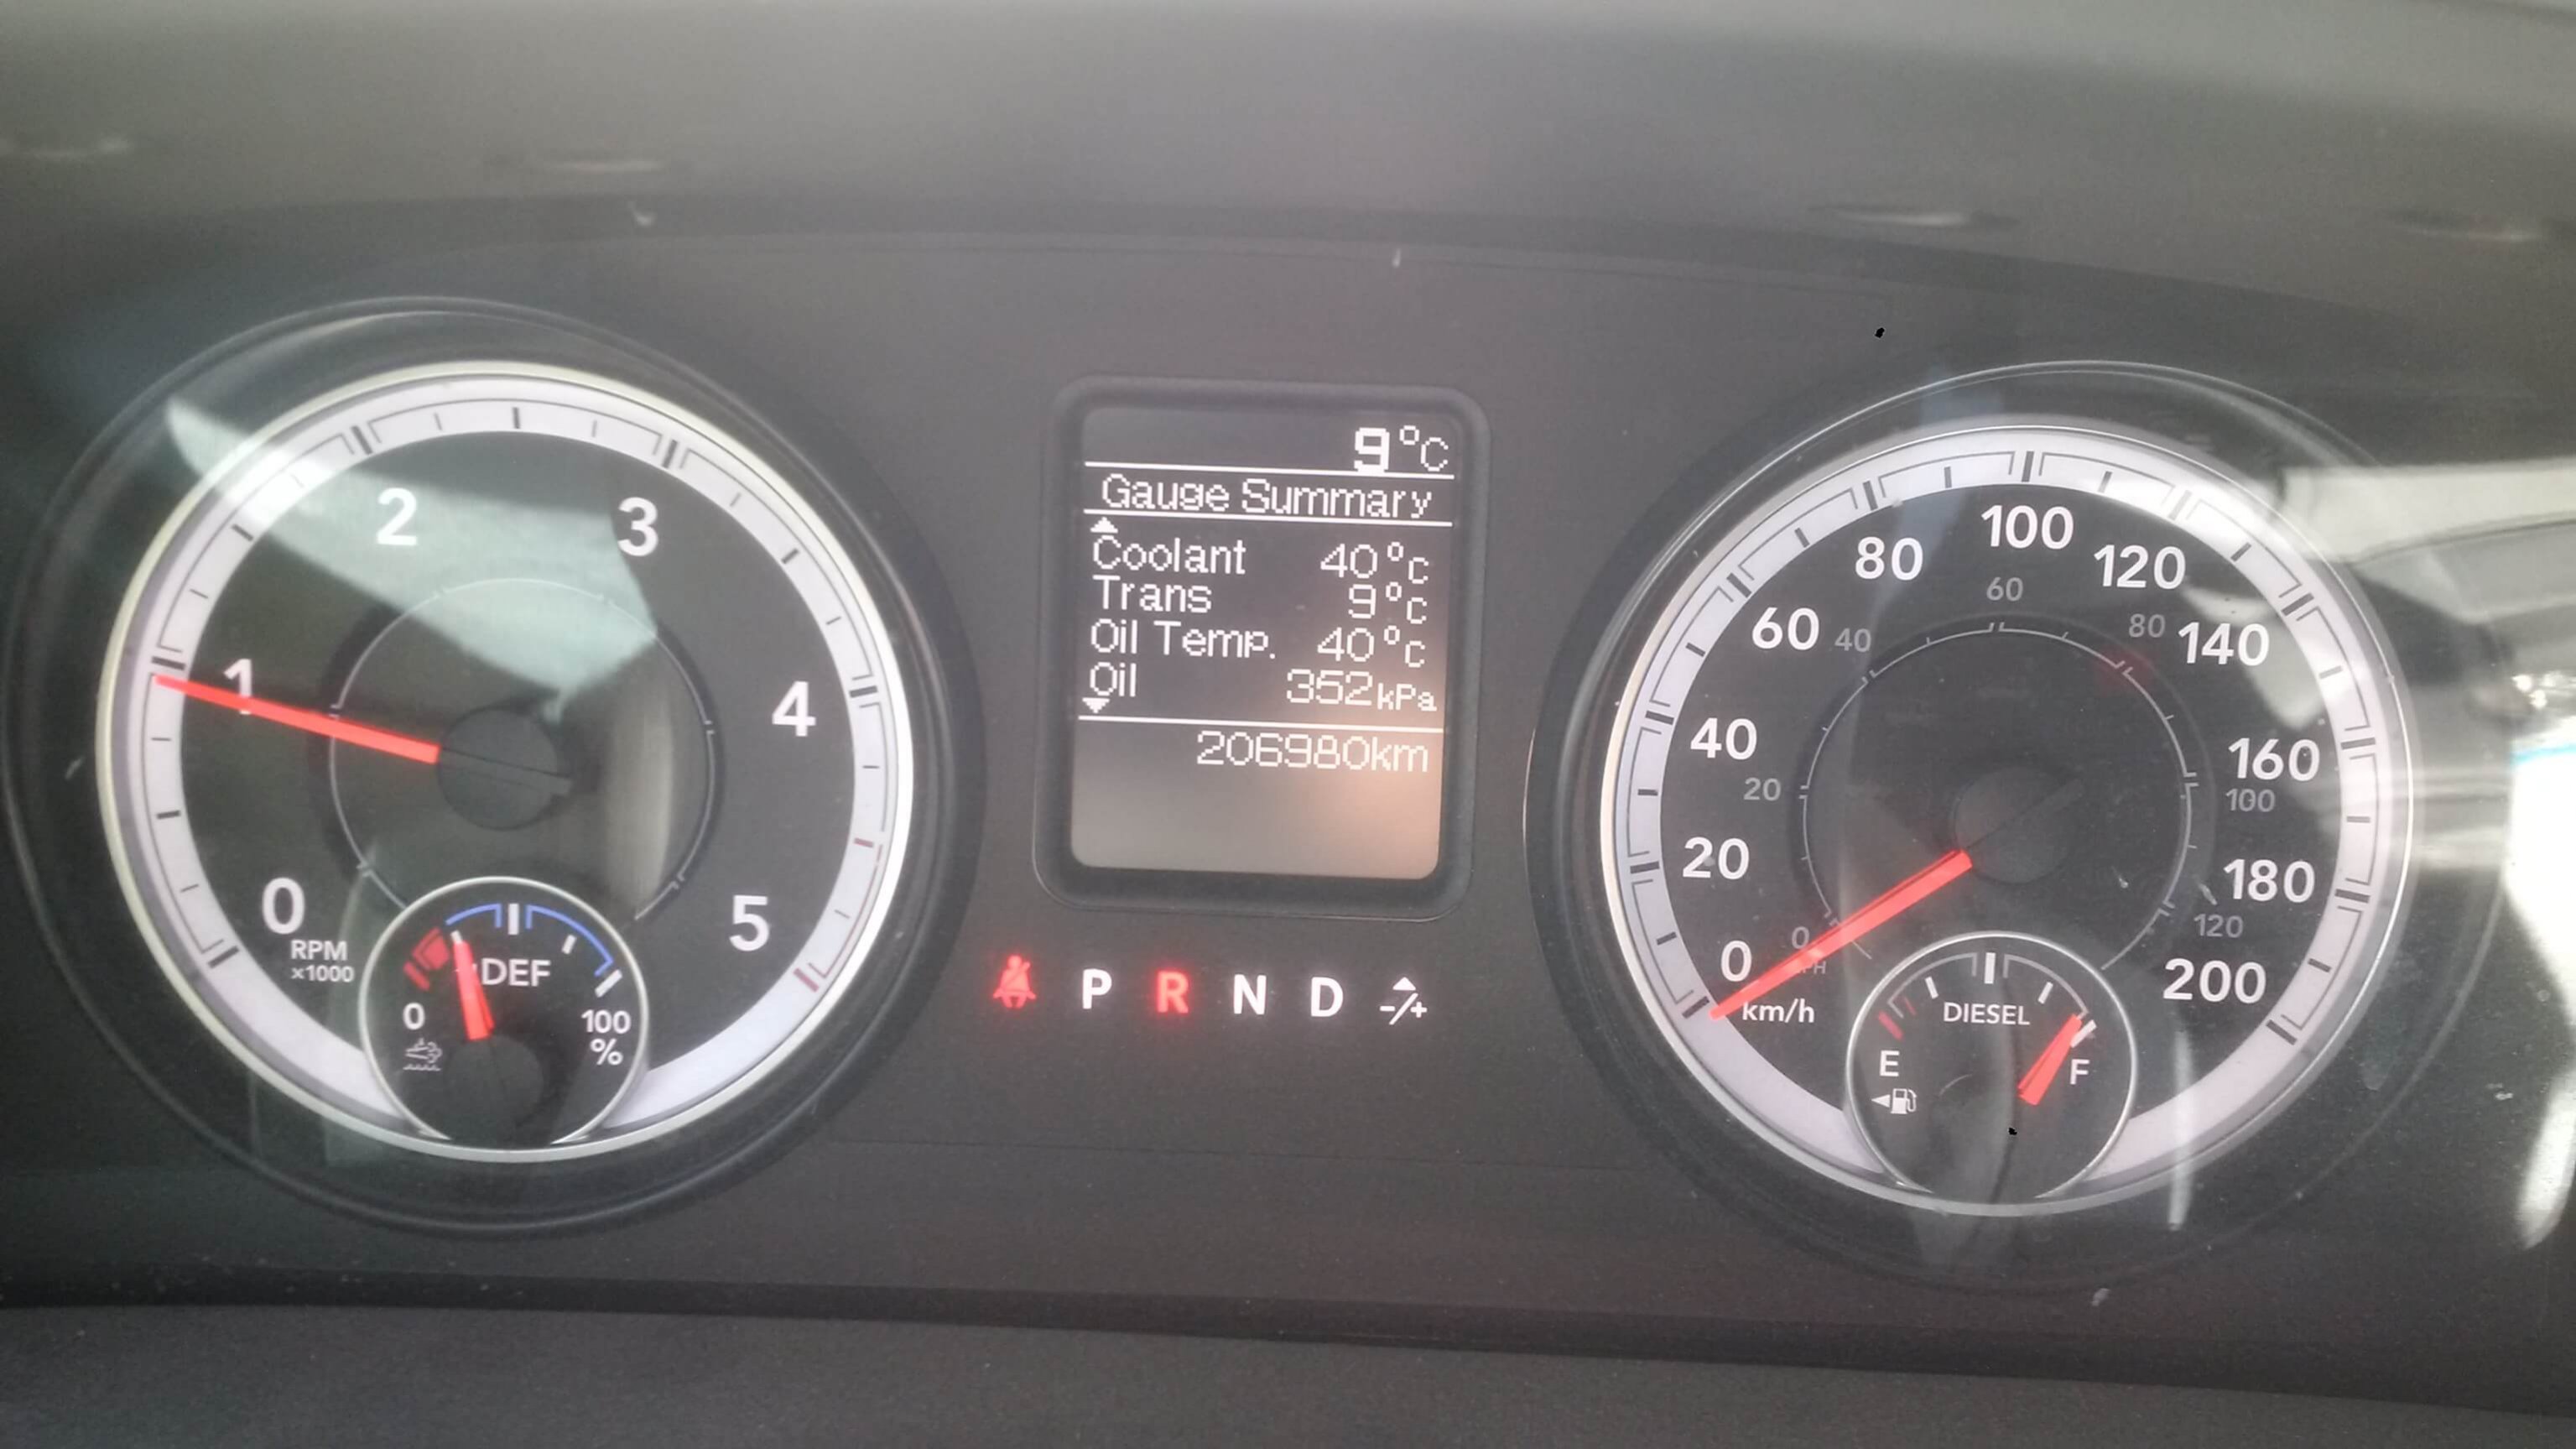 2
3
1
4
0
5
RPM
x1000
DEF
0
100
%
9°C
Gauge Summary
Coolant 40°C
Trans 9°C
Oil Temp. 40°C
Oil 352kPa
206980km
P R N D -/+
100
80
120
60
60
40
80
140
40
160
20
100
20
180
0
120
0
200
km/h
DIESEL
E
F